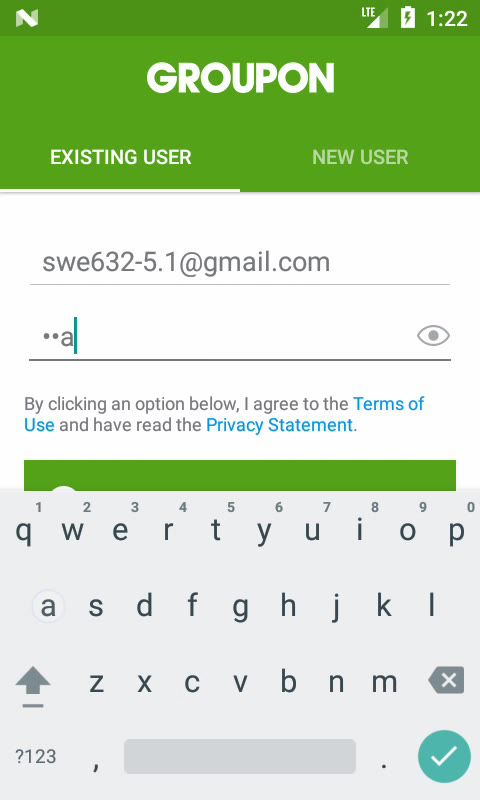 LTE 1:22
GROUPON
EXISTING USER NEW USER
swe632-5.1@gmail.com
••a
By clicking an option below, I agree to the Terms of
Use and have read the Privacy Statement.
1 2 3 4 5 6 7 8 9 0
q w e r t y u i o p
a s d f g h j k l
z x c v b n m
?123 , .